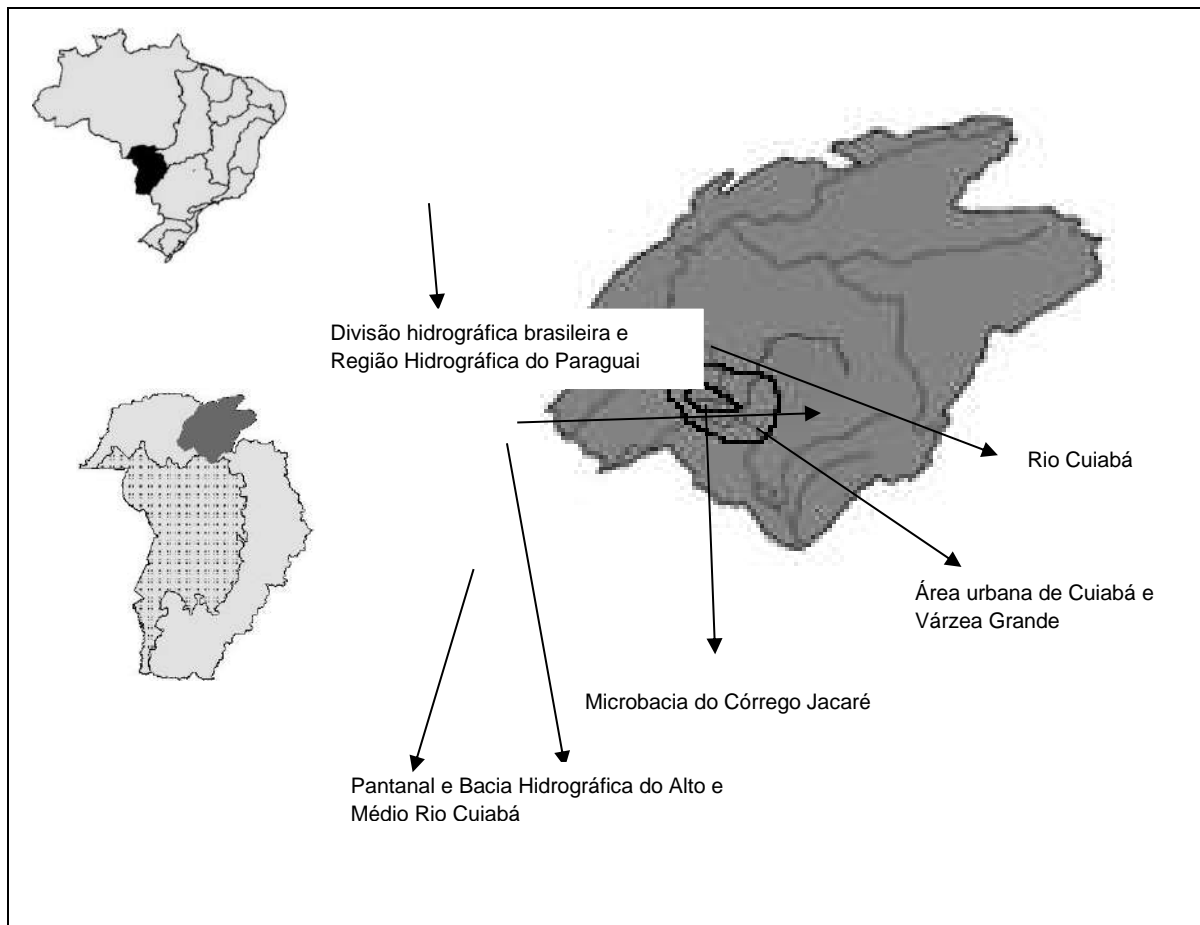 Divisão hidrográfica brasileira e
Região Hidrográfica do Paraguai
Rio Cuiabá
Área urbana de Cuiabá e
Várzea Grande
Microbacia do Córrego Jacaré
Pantanal e Bacia Hidrográfica do Alto e
Médio Rio Cuiabá